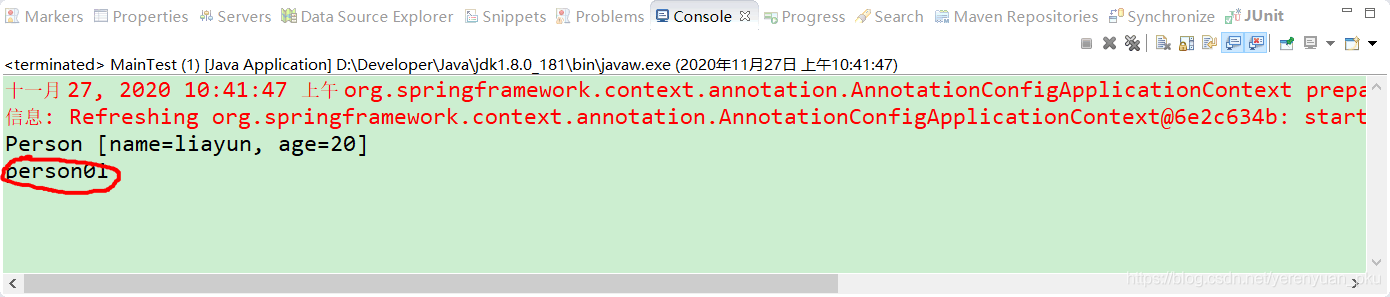 Markers Properties Servers Data Source Explorer Snippets Problems Console Progress Search Maven Repositories Synchronize JUnit
<terminated> MainTest (1) [Java Application] D:\Developer\Java\jdk1.8.0_181\bin\javaw.exe (2020年11月27日 上午10:41:47)
十一月 27, 2020 10:41:47 上午 org.springframework.context.annotation.AnnotationConfigApplicationContext prepa
信息: Refreshing org.springframework.context.annotation.AnnotationConfigApplicationContext@6e2c634b: start
Person [name=liayun, age=20]
person01
https://blog.csdn.net/yerenyuan_pku